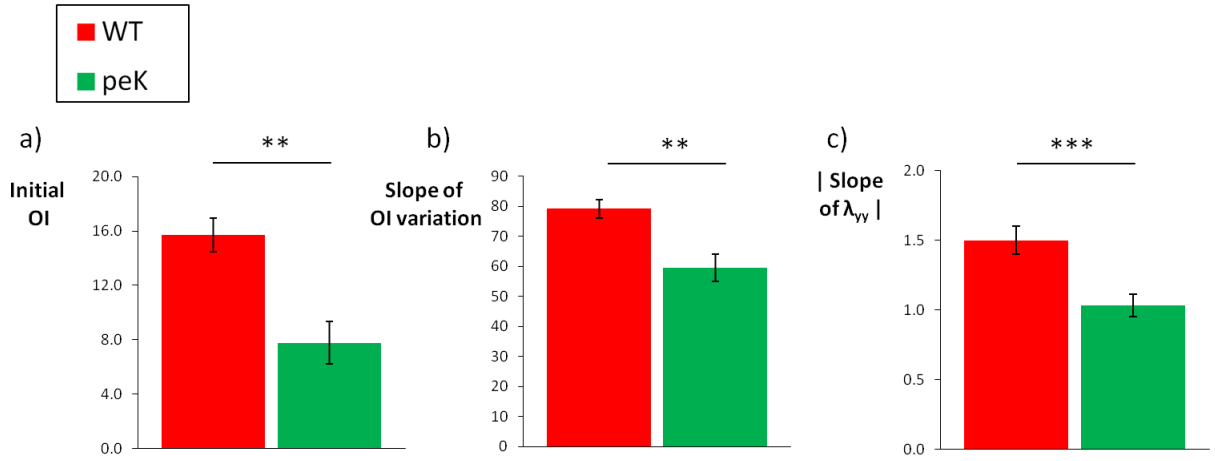 WT
peK
a)
**
Initial
OI
20.0
16.0
12.0
8.0
4.0
0.0
b)
**
Slope of
OI variation
90
80
70
60
50
40
30
20
10
0
c)
***
| Slope
of λyy |
2.0
1.5
1.0
0.5
0.0